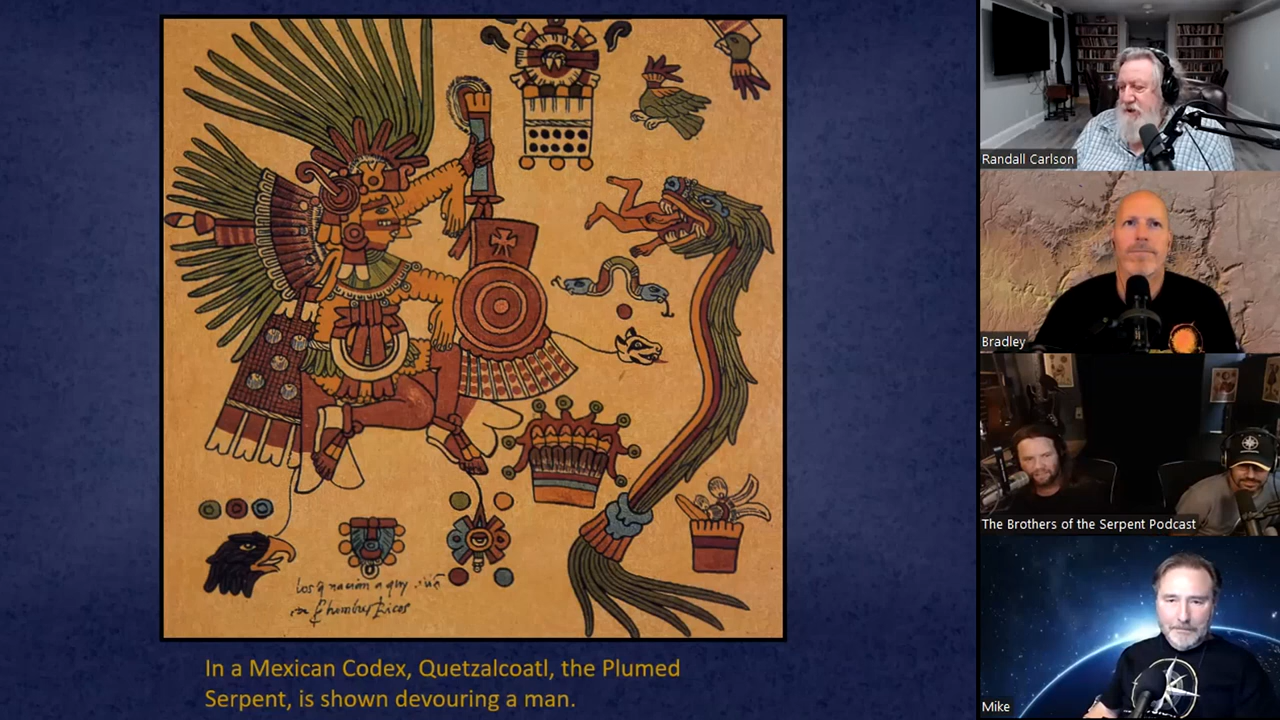 In a Mexican Codex, Quetzalcoatl, the Plumed
Serpent, is shown devouring a man.
Randall Carlson
Bradley
The Brothers of the Serpent Podcast
Mike